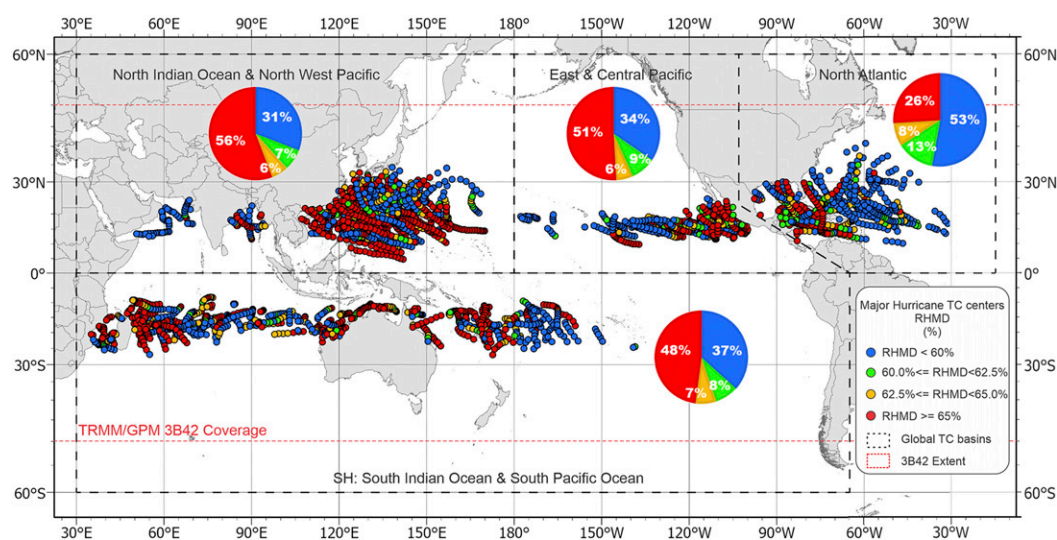 30°E 60°E 90°E 120°E 150°E 180° 150°W 120°W 90°W 60°W 30°W
60°N 60°N
North Indian Ocean & North West Pacific East & Central Pacific North Atlantic
31%
56%
7%
6%
34%
51%
9%
6%
26%
53%
8%
13%
30°N 30°N
0° 0°
Major Hurricane TC centers
RHMD
(%)
RHMD < 60%
60.0%<= RHMD<62.5%
62.5%<= RHMD<65.0%
RHMD >= 65%
Global TC basins
3B42 Extent
48%
37%
8%
7%
30°S 30°S
TRMM/GPM 3B42 Coverage
SH: South Indian Ocean & South Pacific Ocean
60°S 60°S
30°E 60°E 90°E 120°E 150°E 180° 150°W 120°W 90°W 60°W 30°W